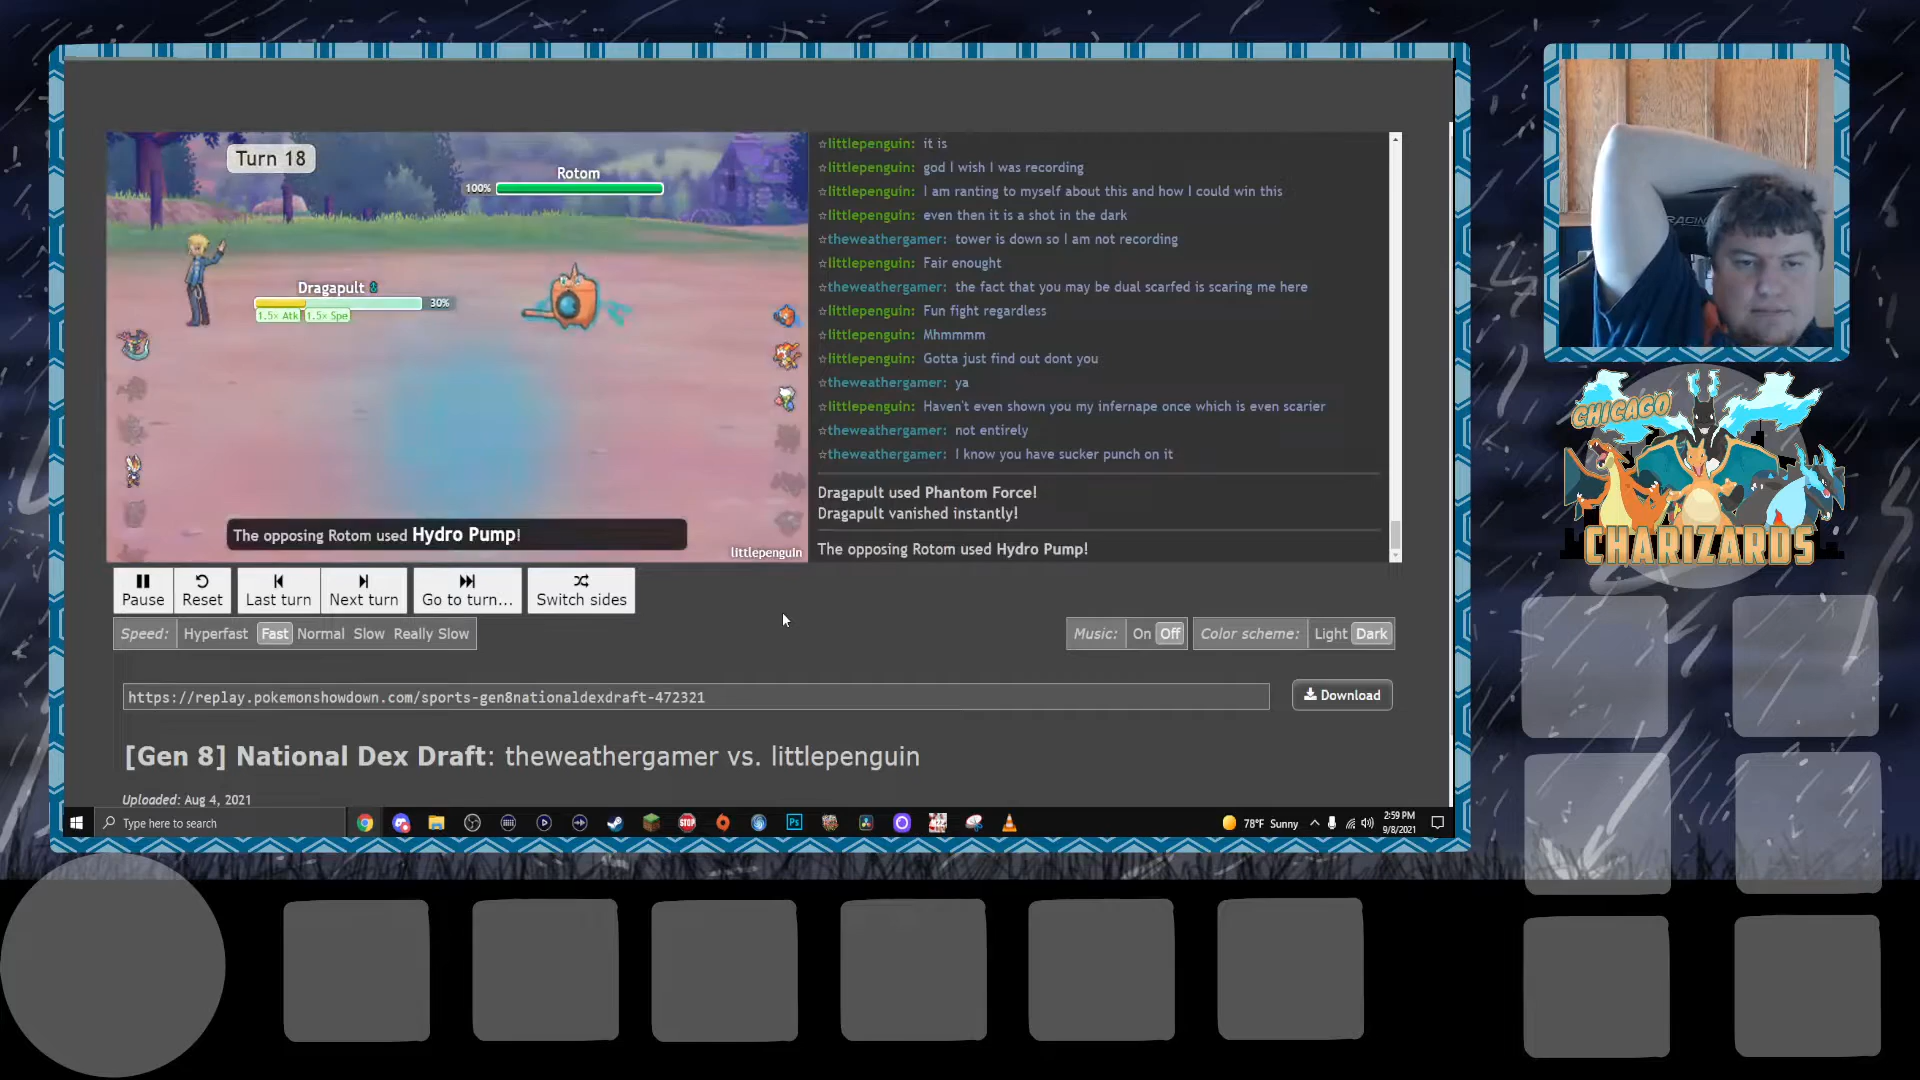 Turn 18
Rotom
100%
Dragapult
30%
1.5× Atk 1.5× Spe
The opposing Rotom used Hydro Pump!
littlepenguin
☆littlepenguin: it is
☆littlepenguin: god I wish I was recording
☆littlepenguin: I am ranting to myself about this and how I could win this
☆littlepenguin: even then it is a shot in the dark
☆theweathergamer: tower is down so I am not recording
☆littlepenguin: Fair enought
☆theweathergamer: the fact that you may be dual scarfed is scaring me here
☆littlepenguin: Fun fight regardless
☆littlepenguin: Mhmmmm
☆littlepenguin: Gotta just find out dont you
☆theweathergamer: ya
☆littlepenguin: Haven't even shown you my infernape once which is even scarier
☆theweathergamer: not entirely
☆theweathergamer: I know you have sucker punch on it
Dragapult used Phantom Force!
Dragapult vanished instantly!
The opposing Rotom used Hydro Pump!
Pause Reset Last turn Next turn Go to turn... Switch sides
Speed: Hyperfast Fast Normal Slow Really Slow
Music: On Off Color scheme: Light Dark
https://replay.pokemonshowdown.com/sports-gen8nationaldexdraft-472321
Download
[Gen 8] National Dex Draft: theweathergamer vs. littlepenguin
Uploaded: Aug 4, 2021
Type here to search
STOP
Ps
78°F Sunny
2:59 PM
9/8/2021
RACING
CHICAGO
CHARIZARDS